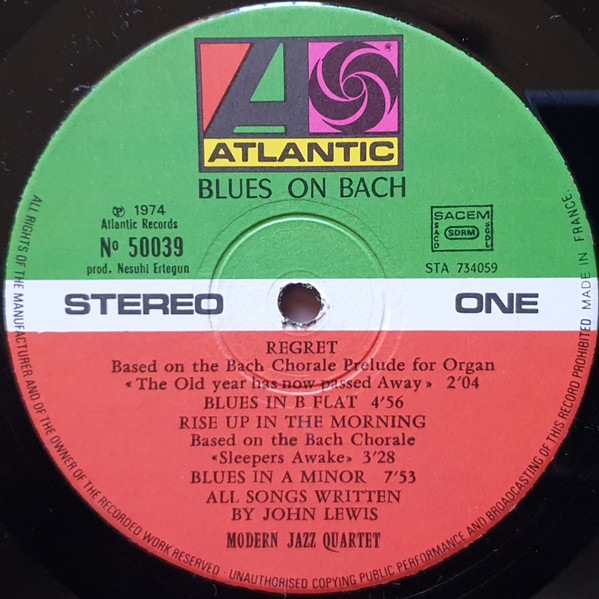 ATLANTIC
®
BLUES ON BACH
℗ 1974
Atlantic Records
Nº 50039
prod. Nesuhi Ertegun
SACEM
SACD
SDRM
SGDL
STA 734059
STEREO
ONE
REGRET
Based on the Bach Chorale Prelude for Organ
«The Old year has now passed Away» 2'04
BLUES IN B FLAT 4'56
RISE UP IN THE MORNING
Based on the Bach Chorale
«Sleepers Awake» 3'28
BLUES IN A MINOR 7'53
ALL SONGS WRITTEN
BY JOHN LEWIS
MODERN JAZZ QUARTET
ALL RIGHTS OF THE MANUFACTURER AND OF THE OWNER OF THE RECORDED WORK RESERVED · UNAUTHORISED COPYING PUBLIC PERFORMANCE AND BROADCASTING OF THIS RECORD PROHIBITED MADE IN FRANCE.